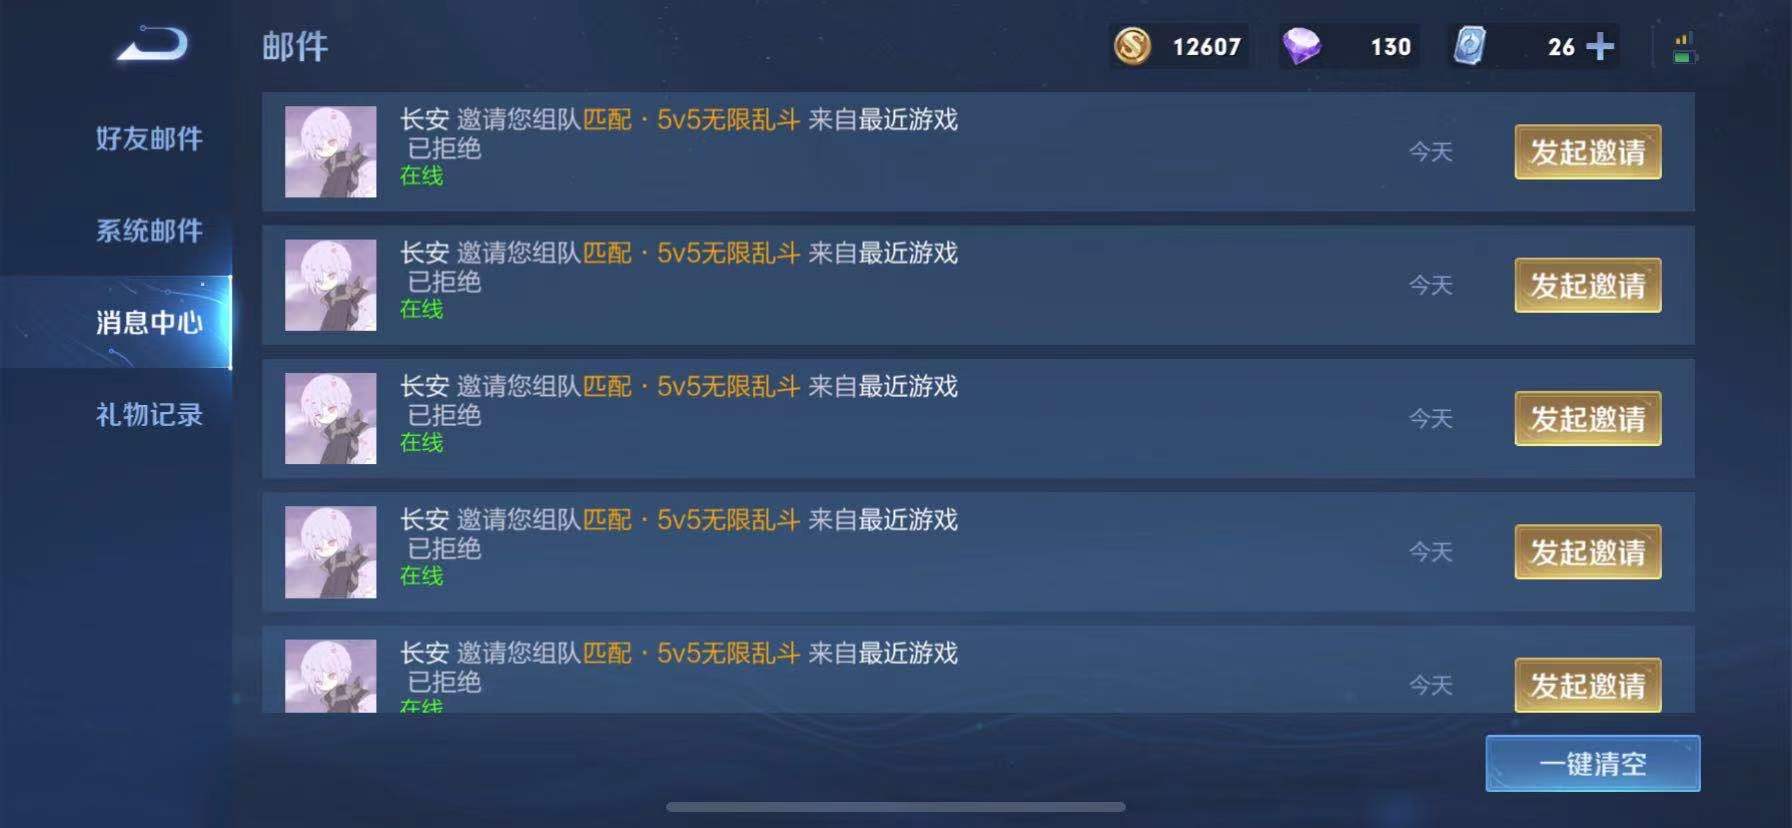 邮件
12607
130
26
好友邮件
系统邮件
消息中心
礼物记录
长安 邀请您组队匹配·5v5无限乱斗 来自最近游戏
已拒绝
在线
今天
发起邀请
长安 邀请您组队匹配·5v5无限乱斗 来自最近游戏
已拒绝
在线
今天
发起邀请
长安 邀请您组队匹配·5v5无限乱斗 来自最近游戏
已拒绝
在线
今天
发起邀请
长安 邀请您组队匹配·5v5无限乱斗 来自最近游戏
已拒绝
在线
今天
发起邀请
长安 邀请您组队匹配·5v5无限乱斗 来自最近游戏
已拒绝
在线
今天
发起邀请
一键清空